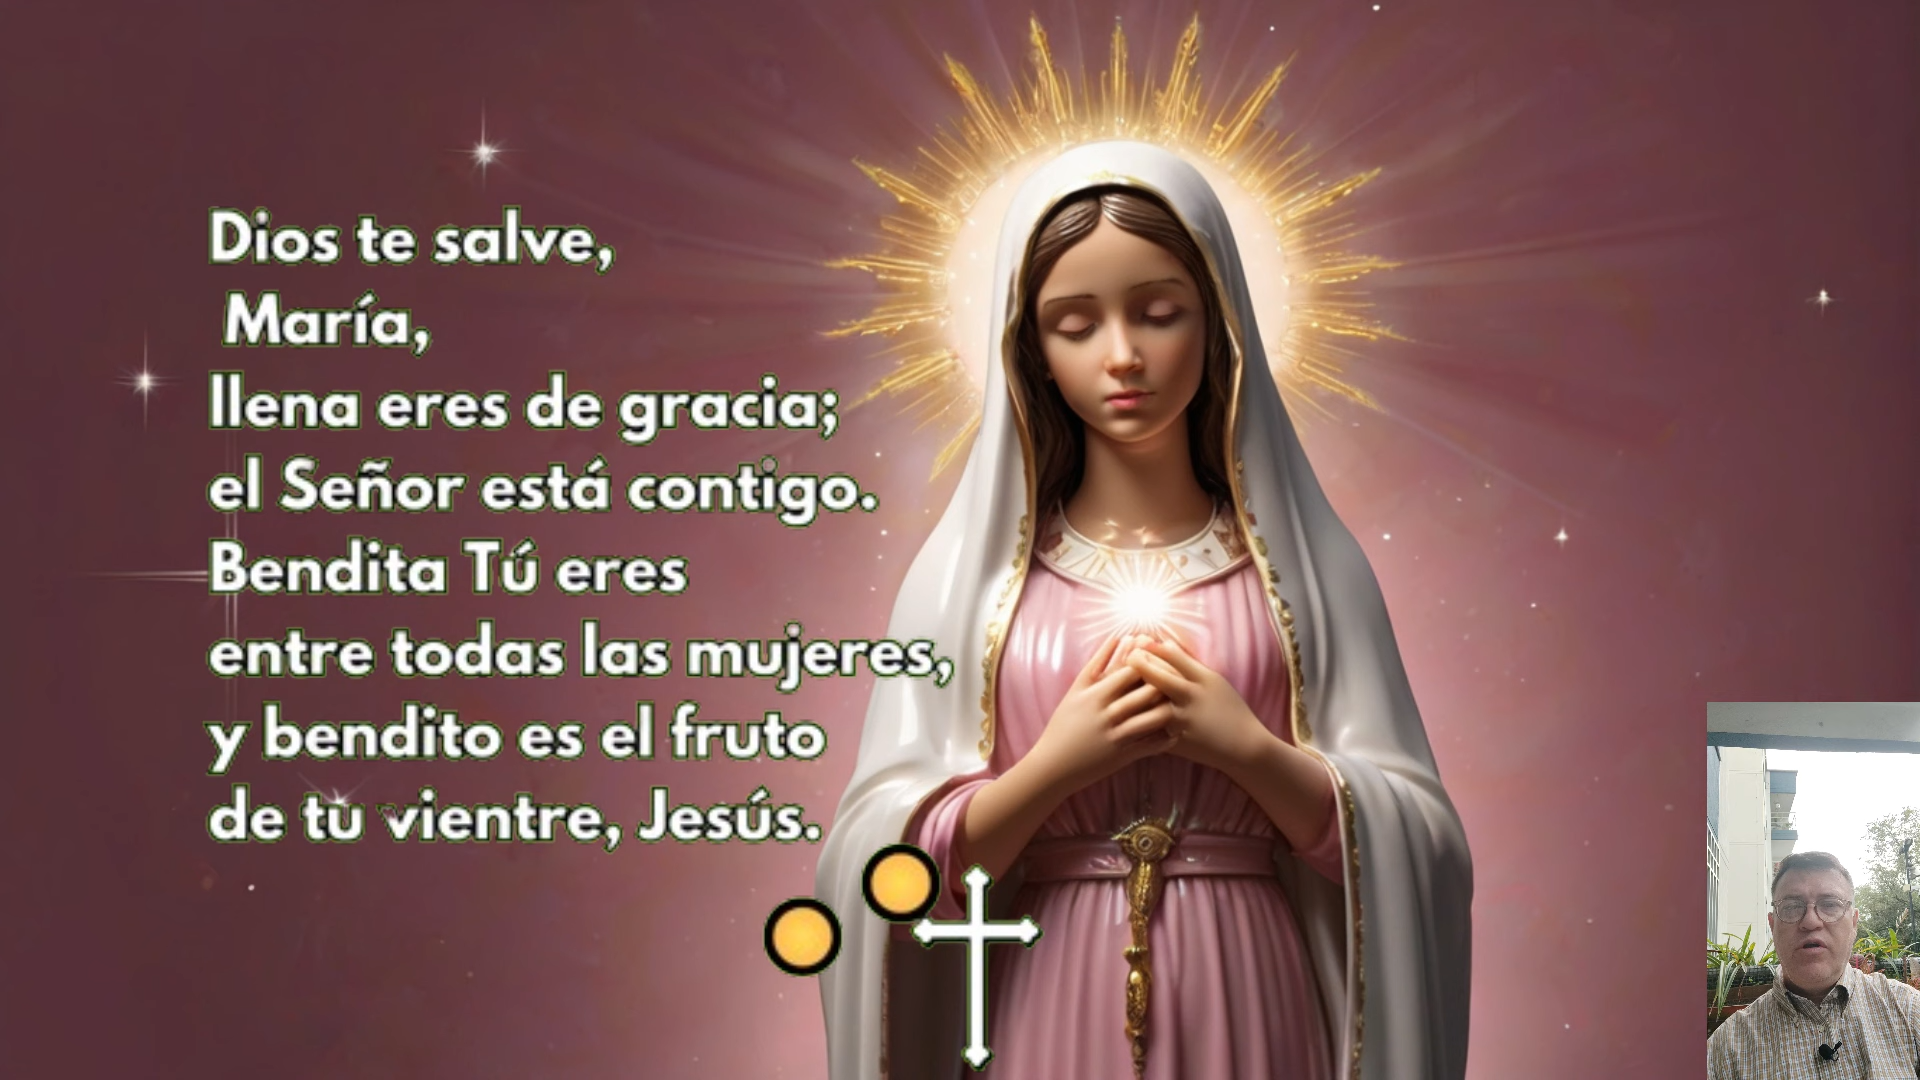 Dios te salve,
María,
llena eres de gracia;
el Señor está contigo.
Bendita Tú eres
entre todas las mujeres,
y bendito es el fruto
de tu vientre, Jesús.